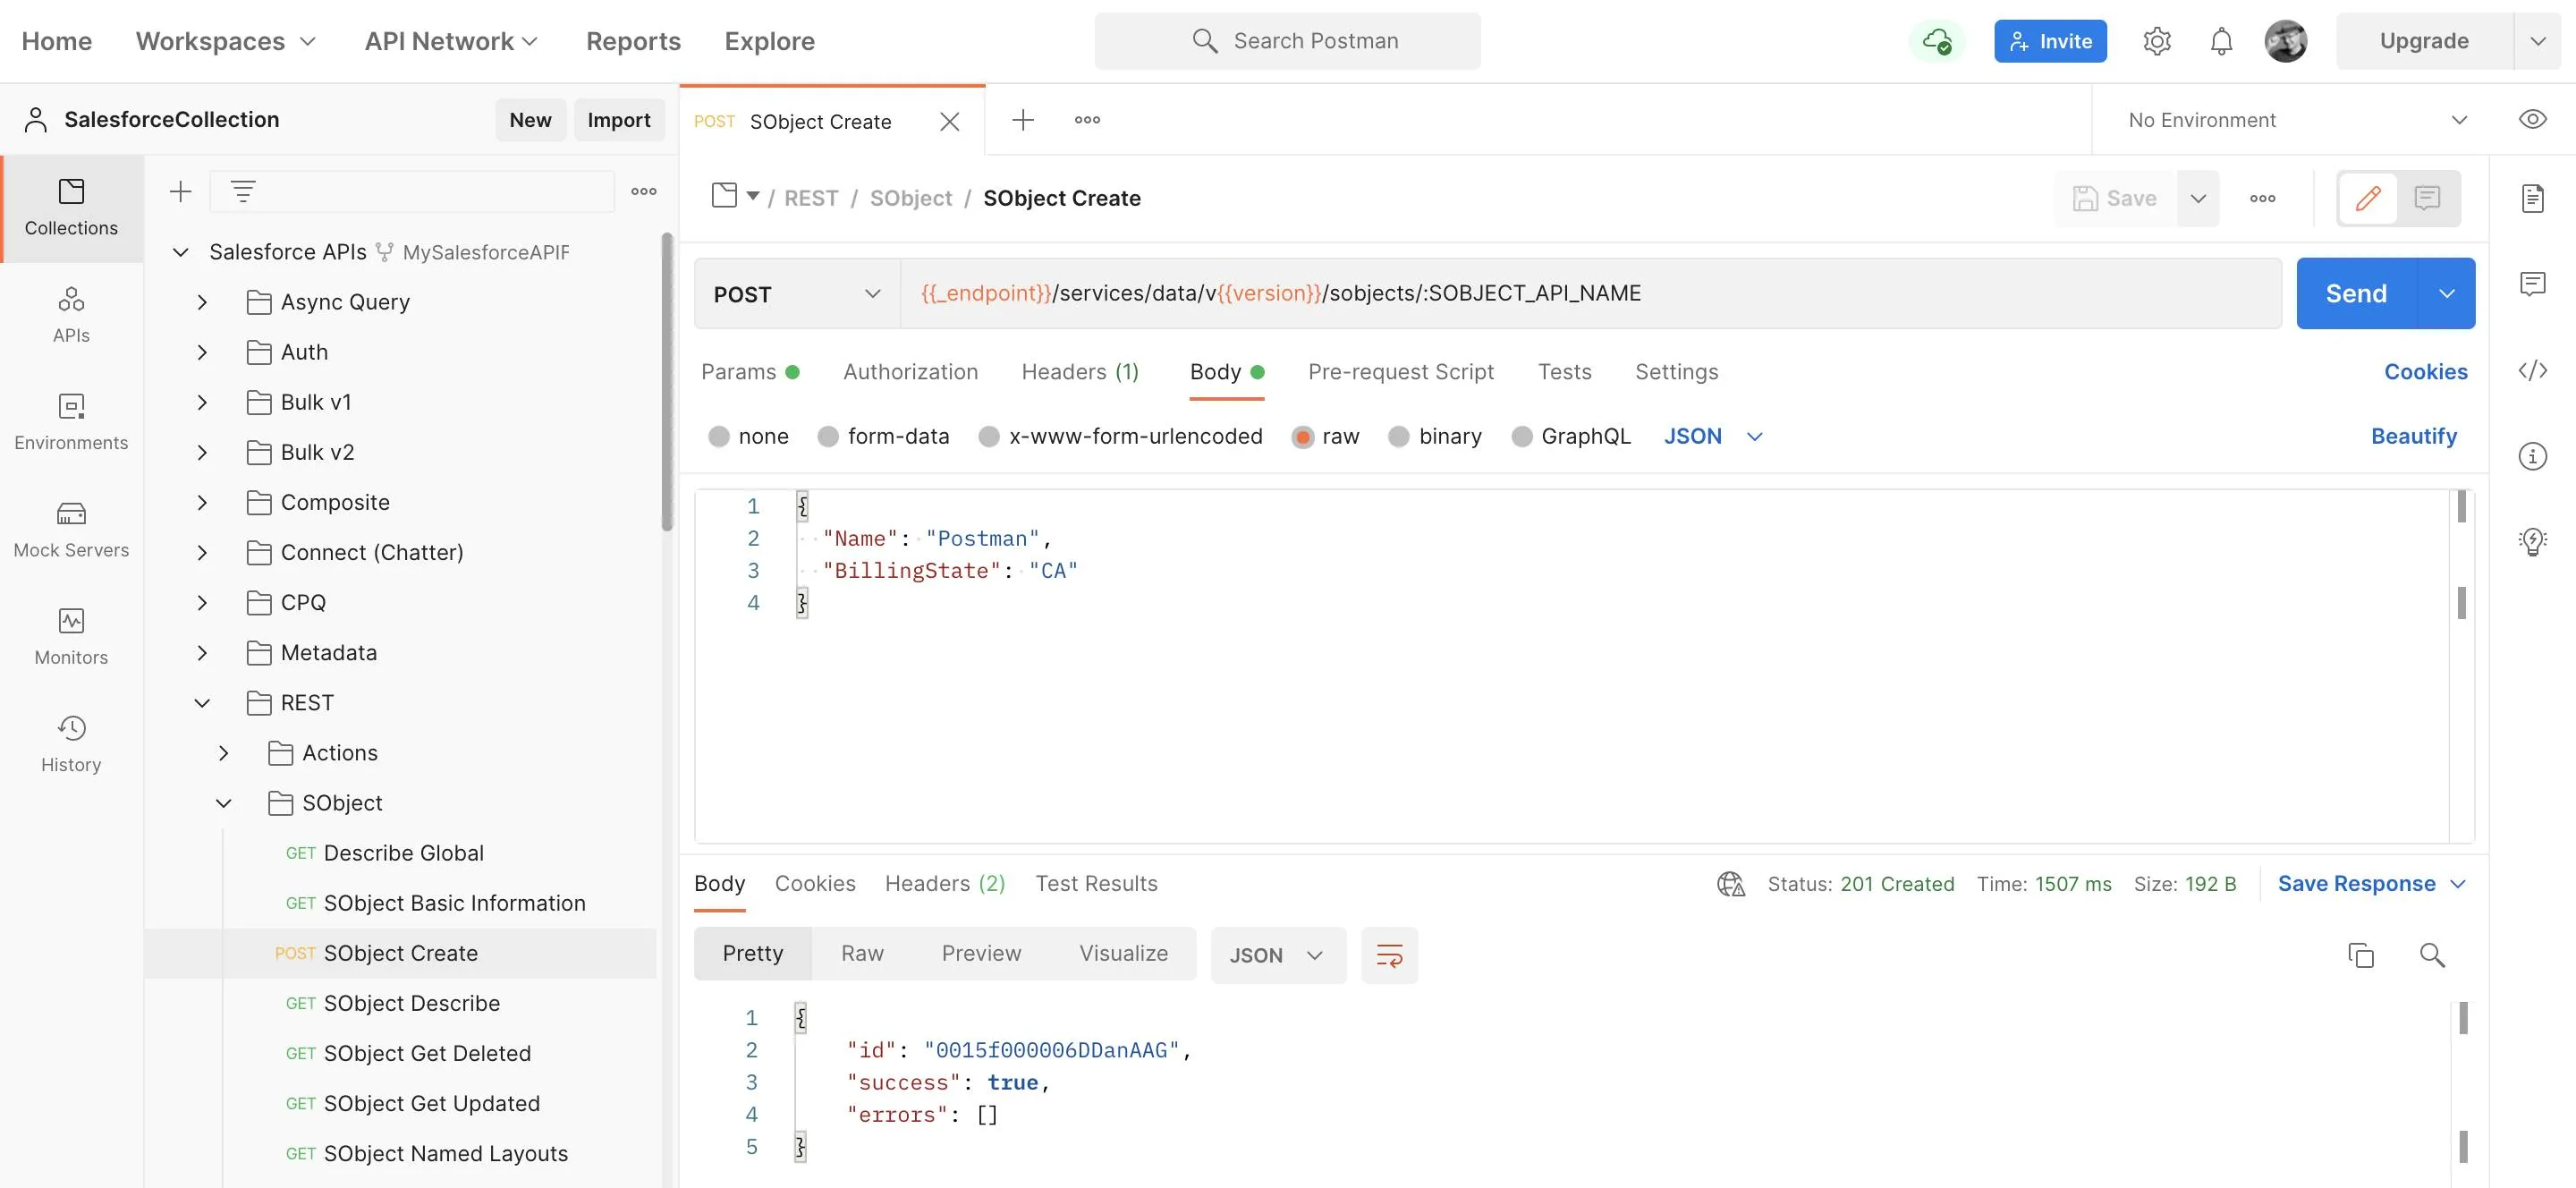 Home Workspaces API Network Reports Explore Search Postman Invite Upgrade
SalesforceCollection New Import
POST SObject Create No Environment
Collections
APIs
Environments
Mock Servers
Monitors
History
Salesforce APIs MySalesforceAPIF
Async Query
Auth
Bulk v1
Bulk v2
Composite
Connect (Chatter)
CPQ
Metadata
REST
Actions
SObject
GET Describe Global
GET SObject Basic Information
POST SObject Create
GET SObject Describe
GET SObject Get Deleted
GET SObject Get Updated
GET SObject Named Layouts
/ REST / SObject / SObject Create Save
POST {{_endpoint}}/services/data/v{{version}}/sobjects/:SOBJECT_API_NAME Send
Params Authorization Headers (1) Body Pre-request Script Tests Settings Cookies
none form-data x-www-form-urlencoded raw binary GraphQL JSON Beautify
1 {
2 "Name": "Postman",
3 "BillingState": "CA"
4 }
Body Cookies Headers (2) Test Results Status: 201 Created Time: 1507 ms Size: 192 B Save Response
Pretty Raw Preview Visualize JSON
1 {
2 "id": "0015f000006DDanAAG",
3 "success": true,
4 "errors": []
5 }